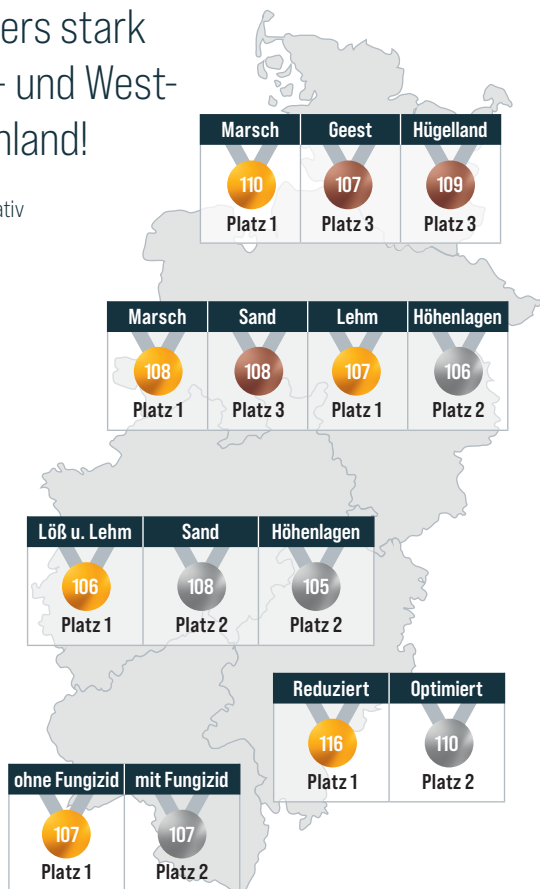 ers stark
- und West-
nland!
ativ
Marsch Geest Hügelland
110 107 109
Platz 1 Platz 3 Platz 3
Marsch Sand Lehm Höhenlagen
108 108 107 106
Platz 1 Platz 3 Platz 1 Platz 2
Löß u. Lehm Sand Höhenlagen
106 108 105
Platz 1 Platz 2 Platz 2
Reduziert Optimiert
116 110
Platz 1 Platz 2
ohne Fungizid mit Fungizid
107 107
Platz 1 Platz 2